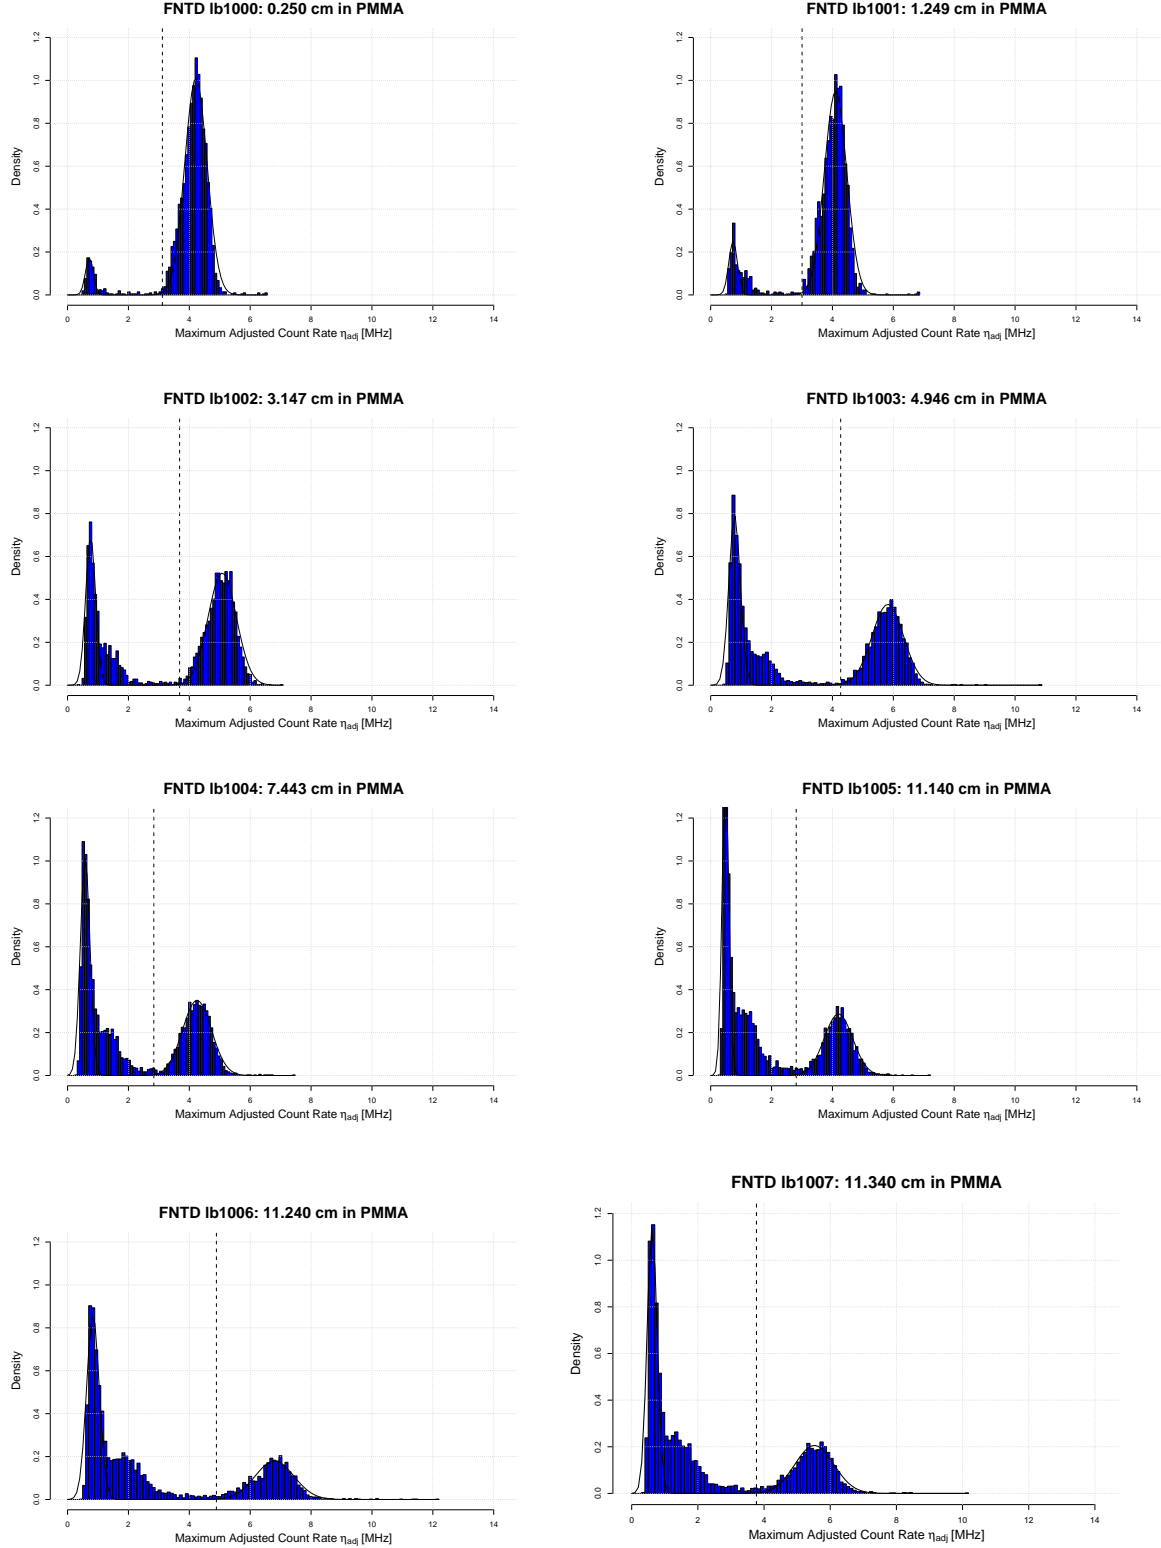 FNTD lb1000: 0.250 cm in PMMA
Density
0.0 0.2 0.4 0.6 0.8 1.0 1.2
0 2 4 6 8 10 12 14
Maximum Adjusted Count Rate ηadj [MHz]
FNTD lb1001: 1.249 cm in PMMA
Density
0.0 0.2 0.4 0.6 0.8 1.0 1.2
0 2 4 6 8 10 12 14
Maximum Adjusted Count Rate ηadj [MHz]
FNTD lb1002: 3.147 cm in PMMA
Density
0.0 0.2 0.4 0.6 0.8 1.0 1.2
0 2 4 6 8 10 12 14
Maximum Adjusted Count Rate ηadj [MHz]
FNTD lb1003: 4.946 cm in PMMA
Density
0.0 0.2 0.4 0.6 0.8 1.0 1.2
0 2 4 6 8 10 12 14
Maximum Adjusted Count Rate ηadj [MHz]
FNTD lb1004: 7.443 cm in PMMA
Density
0.0 0.2 0.4 0.6 0.8 1.0 1.2
0 2 4 6 8 10 12 14
Maximum Adjusted Count Rate ηadj [MHz]
FNTD lb1005: 11.140 cm in PMMA
Density
0.0 0.2 0.4 0.6 0.8 1.0 1.2
0 2 4 6 8 10 12 14
Maximum Adjusted Count Rate ηadj [MHz]
FNTD lb1006: 11.240 cm in PMMA
Density
0.0 0.2 0.4 0.6 0.8 1.0 1.2
0 2 4 6 8 10 12 14
Maximum Adjusted Count Rate ηadj [MHz]
FNTD lb1007: 11.340 cm in PMMA
Density
0.0 0.2 0.4 0.6 0.8 1.0 1.2
0 2 4 6 8 10 12 14
Maximum Adjusted Count Rate ηadj [MHz]